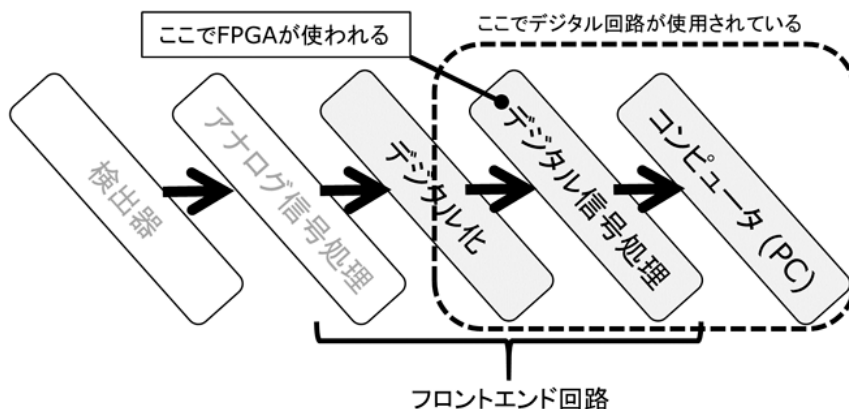 ここでFPGAが使われる
ここでデジタル回路が使用されている
検出器
アナログ信号処理
デジタル化
デジタル信号処理
コンピュータ (PC)
フロントエンド回路